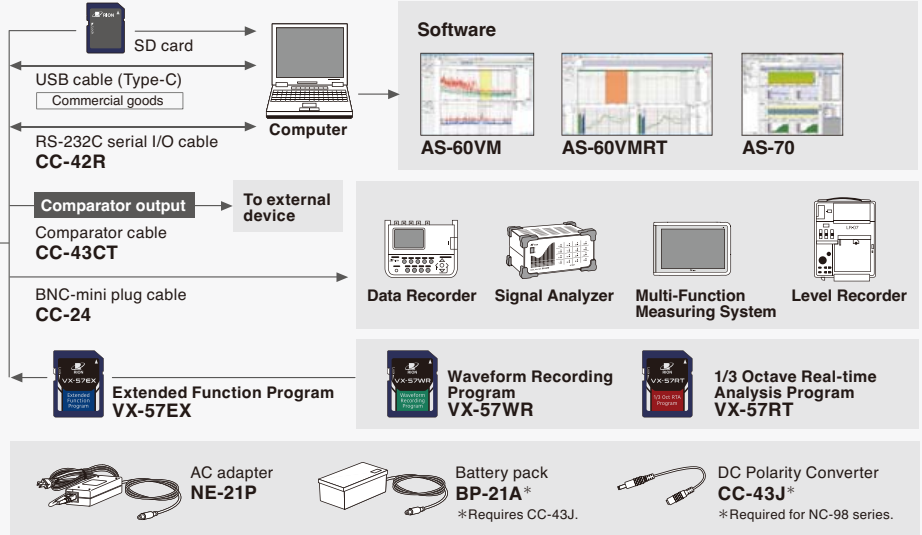 RION
SD card
USB cable (Type-C)
Commercial goods
RS-232C serial I/O cable
CC-42R
Computer
Software
AS-60VM
AS-60VMRT
AS-70
Comparator output
To external
device
Comparator cable
CC-43CT
BNC-mini plug cable
CC-24
Data Recorder
Signal Analyzer
Multi-Function
Measuring System
Level Recorder
RION
VX-57EX
Extended
Function
Program
Extended Function Program
VX-57EX
RION
VX-57WR
Waveform
Recording
Program
Waveform Recording
Program
VX-57WR
RION
VX-57RT
1/3 Oct RTA
Program
1/3 Octave Real-time
Analysis Program
VX-57RT
AC adapter
NE-21P
Battery pack
BP-21A*
*Requires CC-43J.
DC Polarity Converter
CC-43J*
*Required for NC-98 series.